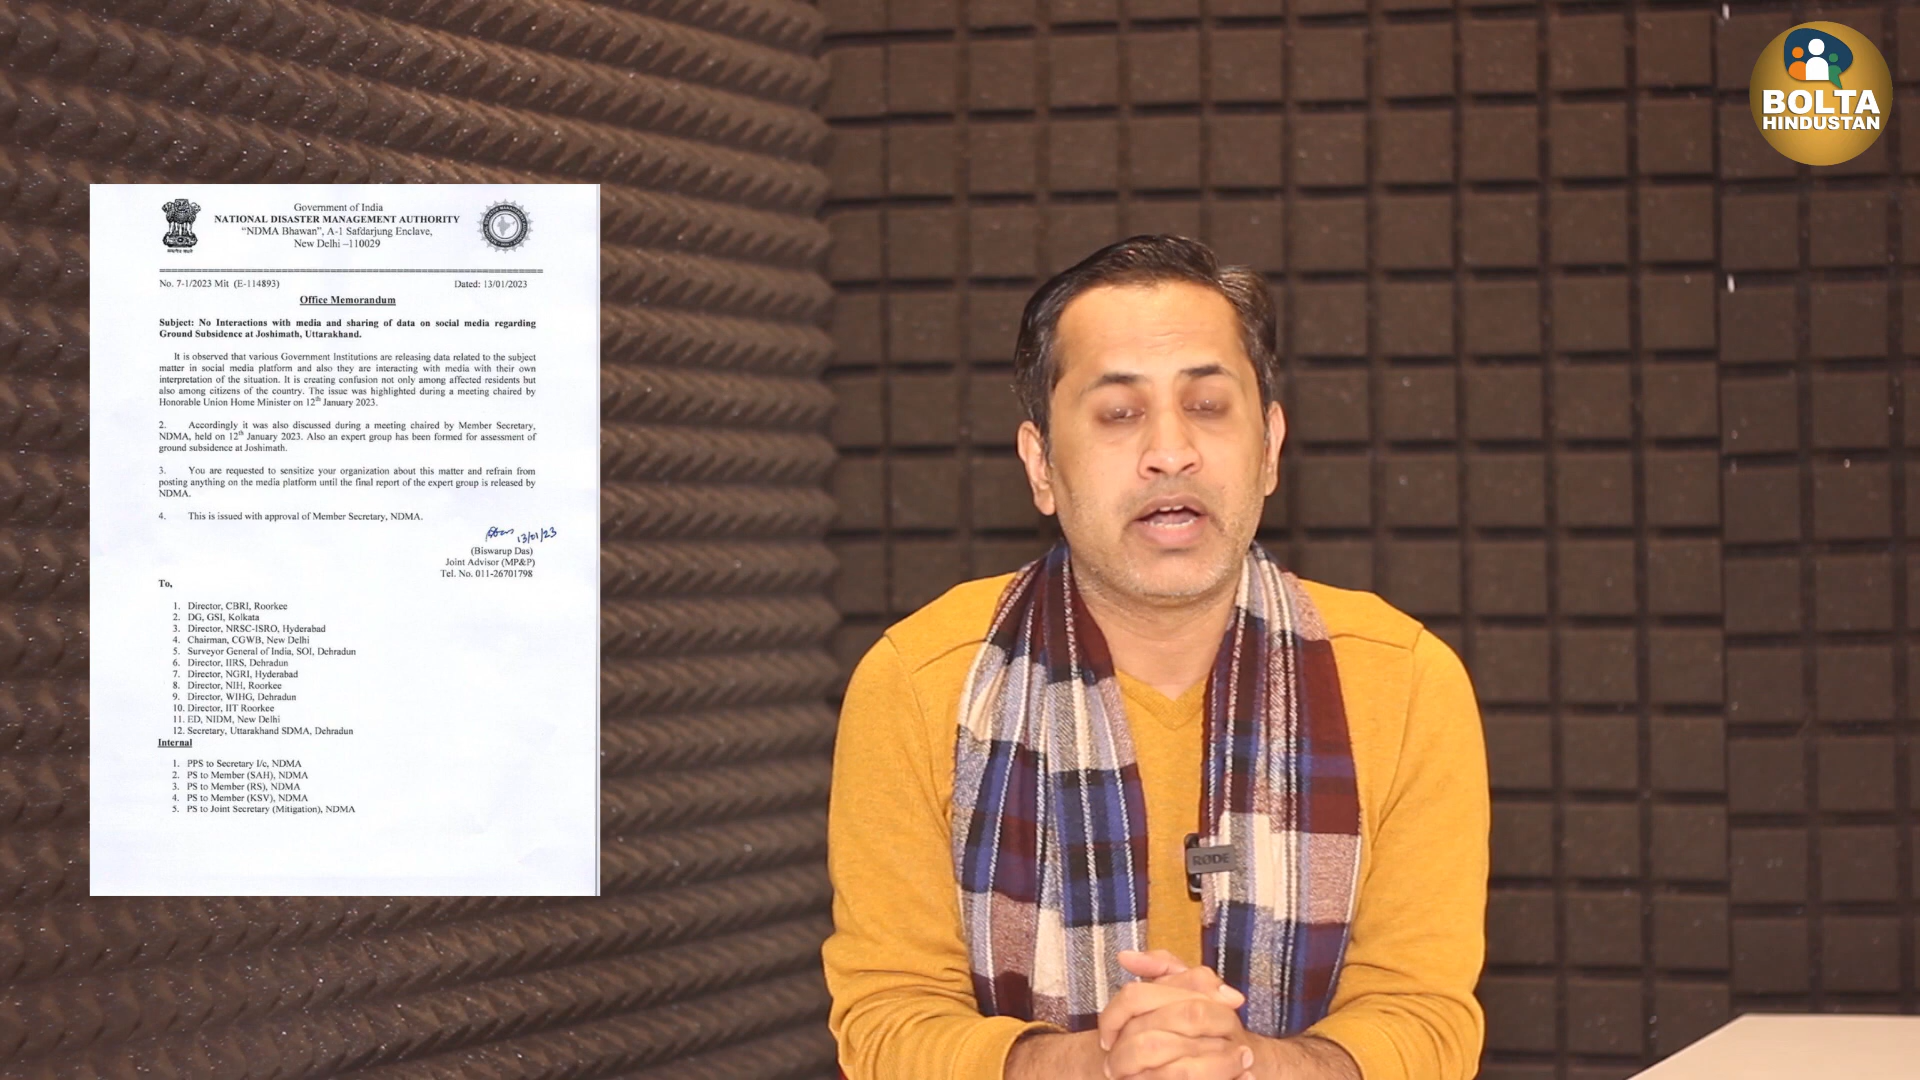 BOLTA
HINDUSTAN
Government of India
NATIONAL DISASTER MANAGEMENT AUTHORITY
“NDMA Bhawan”, A-1 Safdarjung Enclave,
New Delhi –110029
No. 7-1/2023 Mit (E-114893) Dated: 13/01/2023
Office Memorandum
Subject: No Interactions with media and sharing of data on social media regarding
Ground Subsidence at Joshimath, Uttarakhand.
It is observed that various Government Institutions are releasing data related to the subject
matter in social media platform and also they are interacting with media with their own
interpretation of the situation. It is creating confusion not only among affected residents but
also among citizens of the country. The issue was highlighted during a meeting chaired by
Honorable Union Home Minister on 12th January 2023.
2. Accordingly it was also discussed during a meeting chaired by Member Secretary,
NDMA, held on 12th January 2023. Also an expert group has been formed for assessment of
ground subsidence at Joshimath.
3. You are requested to sensitize your organization about this matter and refrain from
posting anything on the media platform until the final report of the expert group is released by
NDMA.
4. This is issued with approval of Member Secretary, NDMA.
13/01/23
(Biswarup Das)
Joint Advisor (MP&P)
Tel. No. 011-26701798
To,
1. Director, CBRI, Roorkee
2. DG, GSI, Kolkata
3. Director, NRSC-ISRO, Hyderabad
4. Chairman, CGWB, New Delhi
5. Surveyor General of India, SOI, Dehradun
6. Director, IIRS, Dehradun
7. Director, NGRI, Hyderabad
8. Director, NIH, Roorkee
9. Director, WIHG, Dehradun
10. Director, IIT Roorkee
11. ED, NIDM, New Delhi
12. Secretary, Uttarakhand SDMA, Dehradun
Internal
1. PPS to Secretary I/c, NDMA
2. PS to Member (SAH), NDMA
3. PS to Member (RS), NDMA
4. PS to Member (KSV), NDMA
5. PS to Joint Secretary (Mitigation), NDMA
RODE